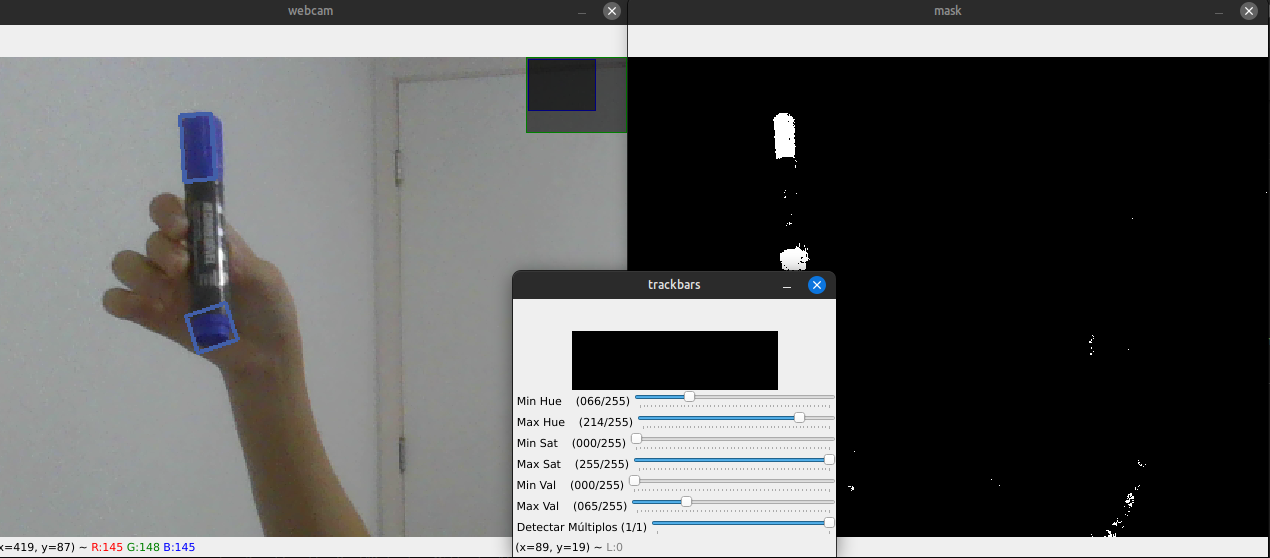 webcam
mask
trackbars
Min Hue (066/255)
Max Hue (214/255)
Min Sat (000/255)
Max Sat (255/255)
Min Val (000/255)
Max Val (065/255)
Detectar Múltiplos (1/1)
x=419, y=87) ~ R:145 G:148 B:145
(x=89, y=19) ~ L:0